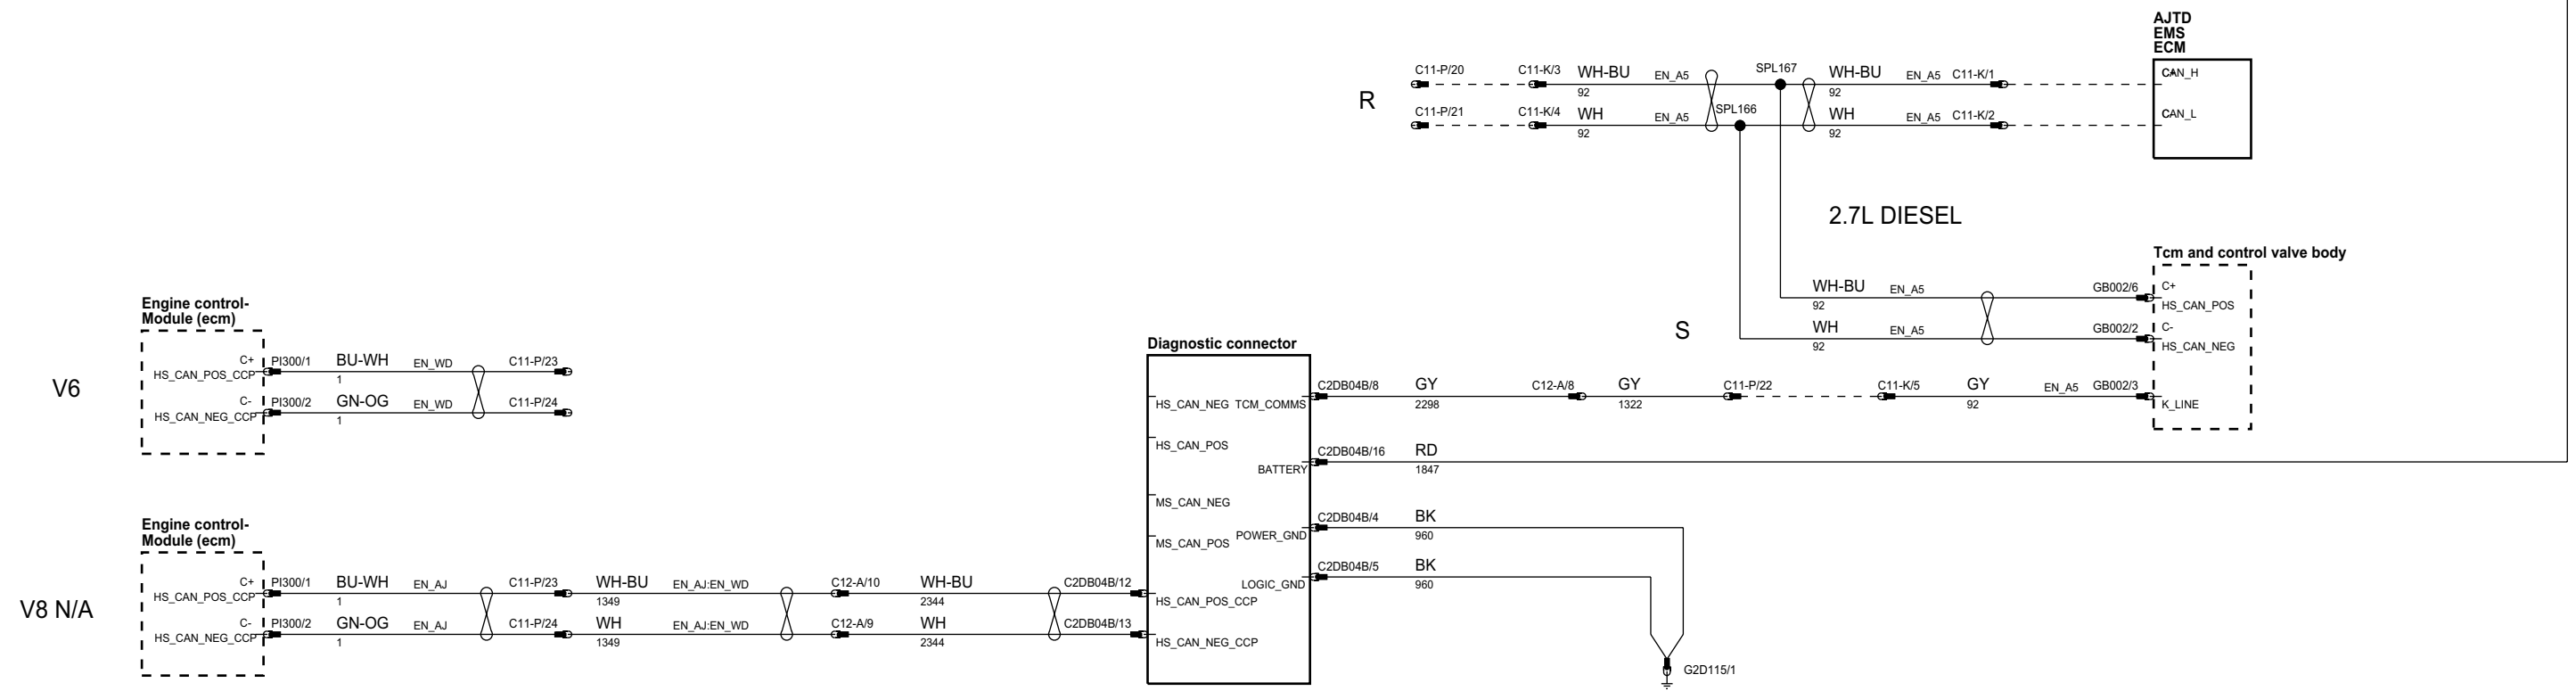 AJTD
EMS
ECM
C11-P/20
C11-K/3
WH-BU
92
EN_A5
SPL167
WH-BU
92
EN_A5
C11-K/1
CAN_H
R
C11-P/21
C11-K/4
WH
92
EN_A5
SPL166
WH
92
EN_A5
C11-K/2
CAN_L
2.7L DIESEL
Tcm and control valve body
WH-BU
92
EN_A5
GB002/6
C+
HS_CAN_POS
S
WH
92
EN_A5
GB002/2
C-
HS_CAN_NEG
Engine control-
Module (ecm)
V6
C+
HS_CAN_POS_CCP
PI300/1
BU-WH
1
EN_WD
C11-P/23
C-
HS_CAN_NEG_CCP
PI300/2
GN-OG
1
EN_WD
C11-P/24
Diagnostic connector
HS_CAN_NEG
TCM_COMMS
C2DB04B/8
GY
2298
C12-A/8
GY
1322
C11-P/22
C11-K/5
GY
92
EN_A5
GB002/3
K_LINE
HS_CAN_POS
BATTERY
C2DB04B/16
RD
1847
MS_CAN_NEG
MS_CAN_POS
POWER_GND
C2DB04B/4
BK
960
LOGIC_GND
C2DB04B/5
BK
960
G2D115/1
Engine control-
Module (ecm)
V8 N/A
C+
HS_CAN_POS_CCP
PI300/1
BU-WH
1
EN_AJ
C11-P/23
WH-BU
1349
EN_AJ:EN_WD
C12-A/10
WH-BU
2344
C2DB04B/12
HS_CAN_POS_CCP
C-
HS_CAN_NEG_CCP
PI300/2
GN-OG
1
EN_AJ
C11-P/24
WH
1349
EN_AJ:EN_WD
C12-A/9
WH
2344
C2DB04B/13
HS_CAN_NEG_CCP